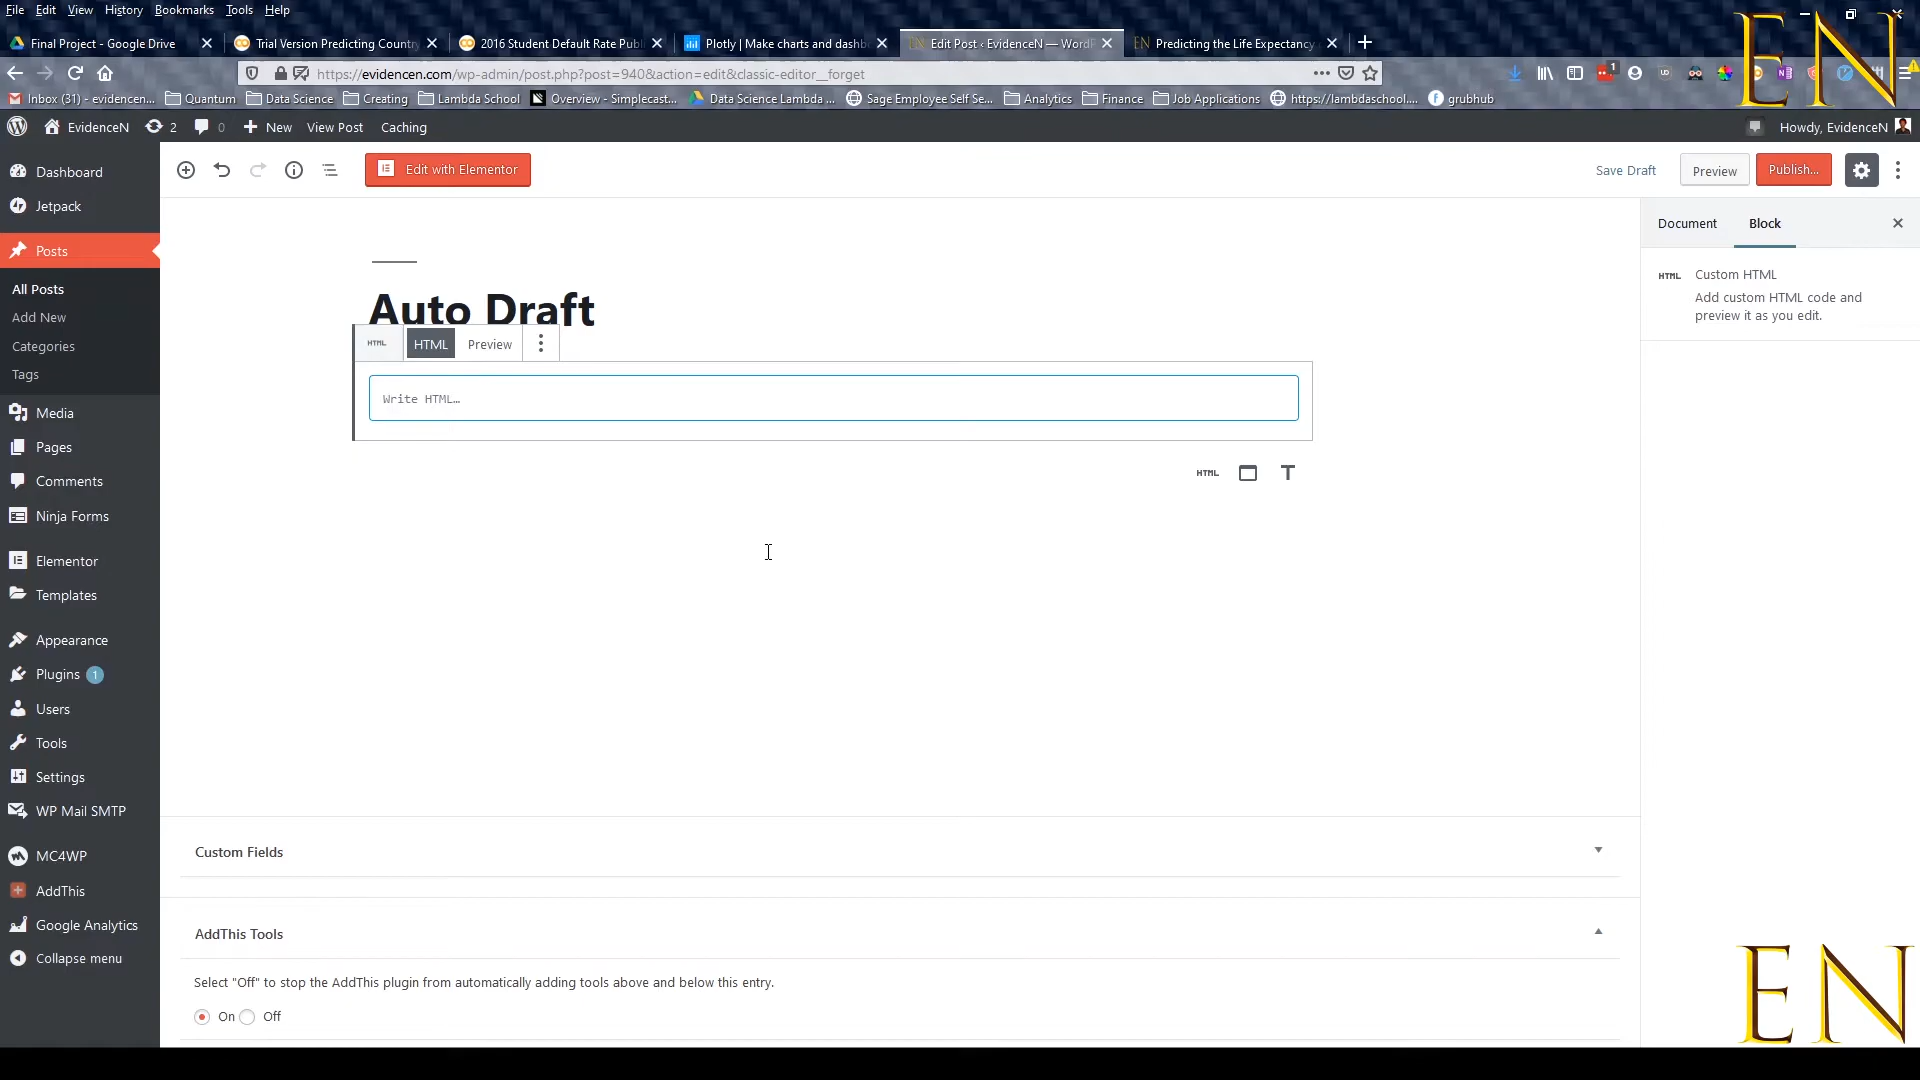 File Edit View History Bookmarks Tools Help
Final Project - Google Drive
Trial Version Predicting Countr
2016 Student Default Rate Publ
Plotly | Make charts and dashb
Edit Post ‹ EvidenceN — WordP
EN Predicting the Life Expectancy
https://evidencen.com/wp-admin/post.php?post=940&action=edit&classic-editor__forget
1
Inbox (31) - evidencen... Quantum Data Science Creating Lambda School Overview - Simplecast... Data Science Lambda ... Sage Employee Self Se... Analytics Finance Job Applications https://lambdaschool.... grubhub
EN
EvidenceN 2 0 New View Post Caching Howdy, EvidenceN
Dashboard
Jetpack
Posts
All Posts
Add New
Categories
Tags
Media
Pages
Comments
Ninja Forms
Elementor
Templates
Appearance
Plugins 1
Users
Tools
Settings
WP Mail SMTP
MC4WP
AddThis
Google Analytics
Collapse menu
Edit with Elementor
Save Draft Preview Publish...
Auto Draft
HTML HTML Preview
Write HTML…
HTML T
Document Block
HTML Custom HTML
Add custom HTML code and
preview it as you edit.
Custom Fields
AddThis Tools
Select "Off" to stop the AddThis plugin from automatically adding tools above and below this entry.
On Off
EN